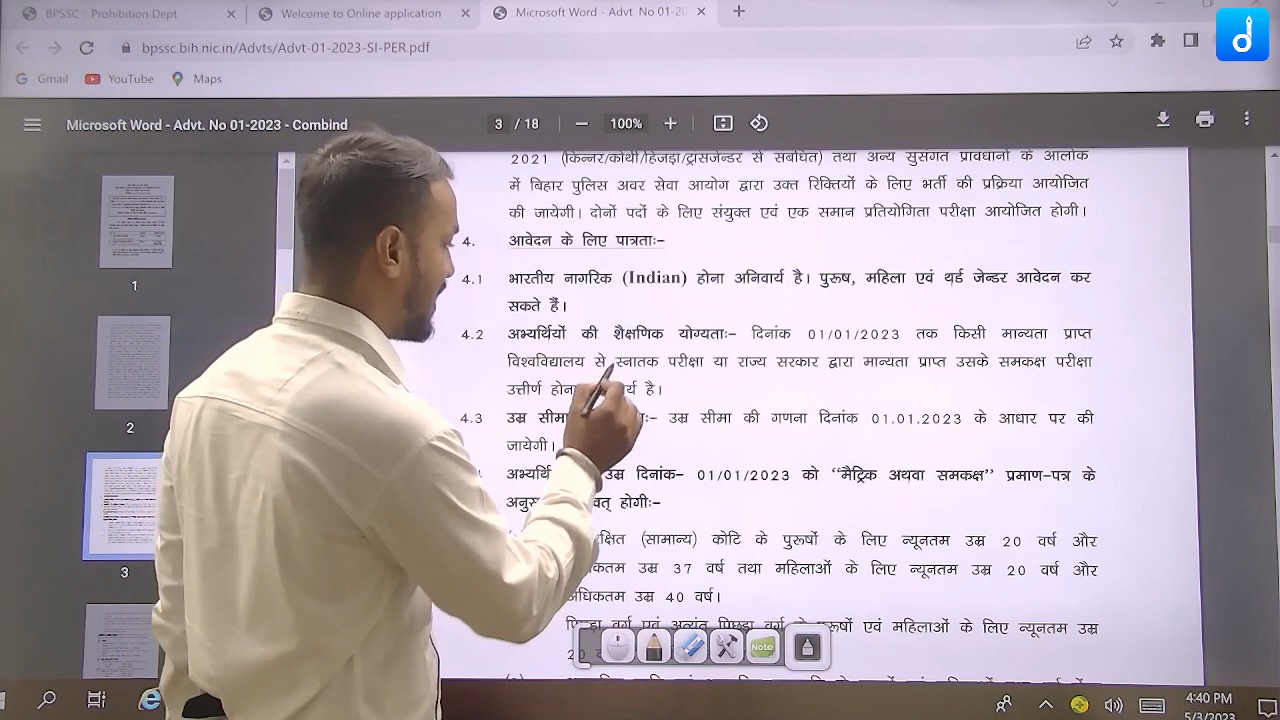 BPSSC :: Prohibition Dept
Welcome to Online application
Microsoft Word - Advt. No 01-20
bpssc.bih.nic.in/Advts/Advt-01-2023-SI-PER.pdf
Gmail
YouTube
Maps
Microsoft Word - Advt. No 01-2023 - Combind
3 / 18
100%
2021 (किन्नर/कोथी/हिजड़ा/ट्रांसजेन्डर से संबंधित) तथा अन्य सुसंगत प्रावधानों के आलोक
में बिहार पुलिस अवर सेवा आयोग द्वारा उक्त रिक्तियों के लिए भर्ती की प्रक्रिया आयोजित
की जायेगी। दोनों पदों के लिए संयुक्त एवं एक समान प्रतियोगिता परीक्षा आयोजित होगी।
4. आवेदन के लिए पात्रताः-
4.1 भारतीय नागरिक (Indian) होना अनिवार्य है। पुरूष, महिला एवं थर्ड जेन्डर आवेदन कर
सकते हैं।
4.2 अभ्यर्थियों की शैक्षणिक योग्यताः- दिनांक 01/01/2023 तक किसी मान्यता प्राप्त
विश्वविद्यालय से स्नातक परीक्षा या राज्य सरकार द्वारा मान्यता प्राप्त उसके समकक्ष परीक्षा
उत्तीर्ण होना है।
4.3 उम्र सीमा उम्र सीमा की गणना दिनांक 01.01.2023 के आधार पर की
जायेगी।
उम्र दिनांक- 01/01/2023 को "मैट्रिक अथवा समकक्ष" प्रमाण-पत्र के
होगीः-
(सामान्य) कोटि के पुरूषों के लिए न्यूनतम उम्र 20 वर्ष और
उम्र 37 वर्ष तथा महिलाओं के लिए न्यूनतम उम्र 20 वर्ष और
अधिकतम उम्र 40 वर्ष।
पिछड़ा वर्ग एवं अत्यंत पिछड़ा वर्ग एवं महिलाओं के लिए न्यूनतम उम्र
1
2
3
Note
4:40 PM
5/3/2023